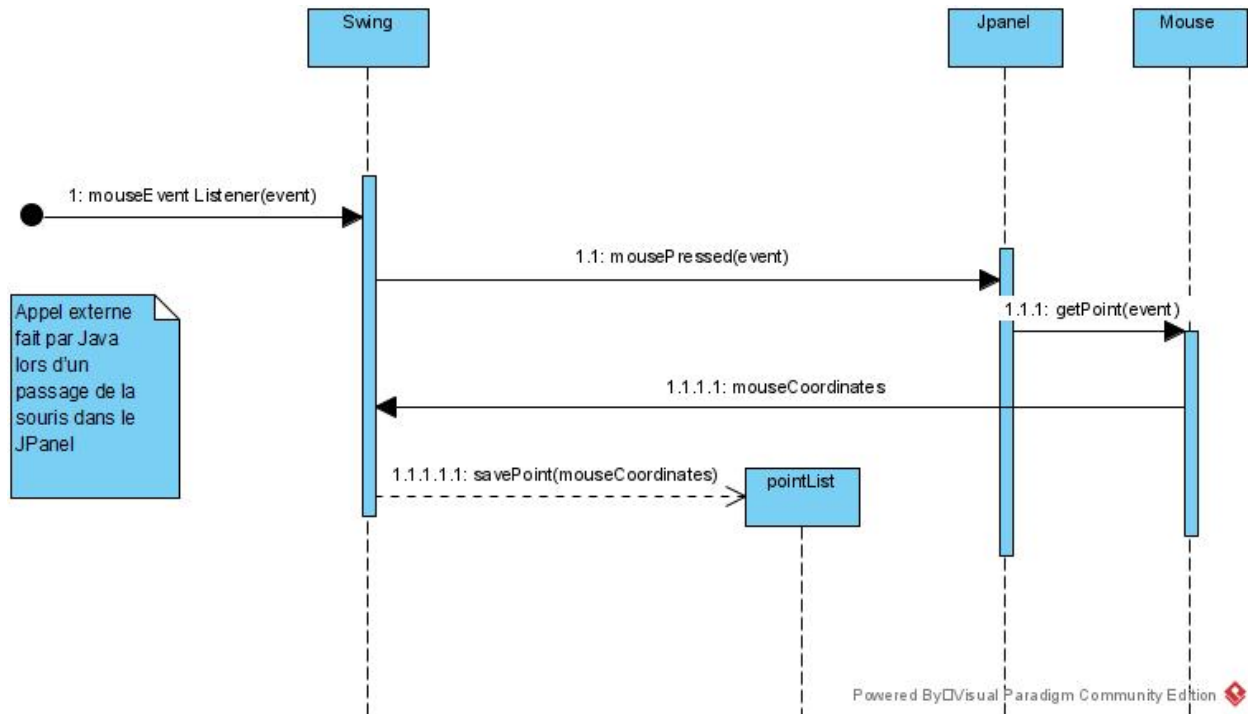 Swing
Jpanel
Mouse
1: mouseEvent Listener(event)
1.1: mousePressed(event)
Appel externe
fait par Java
lors d'un
passage de la
souris dans le
JPanel
1.1.1: getPoint(event)
1.1.1.1: mouseCoordinates
1.1.1.1.1: savePoint(mouseCoordinates)
pointList
Powered By□Visual Paradigm Community Edition